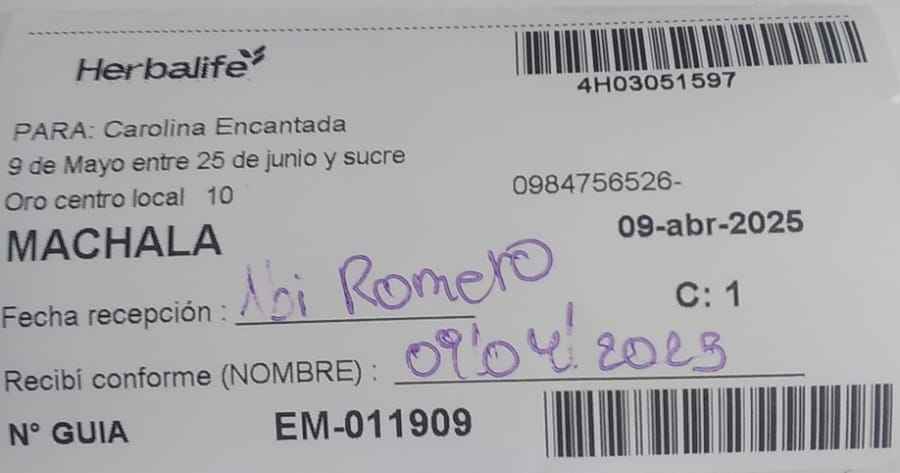 Herbalife
4H03051597
PARA: Carolina Encantada
9 de Mayo entre 25 de junio y sucre
Oro centro local 10
0984756526-
MACHALA
09-abr-2025
Fecha recepción : Abi Romero
C: 1
Recibí conforme (NOMBRE) : 09'04' 2025
N° GUIA EM-011909